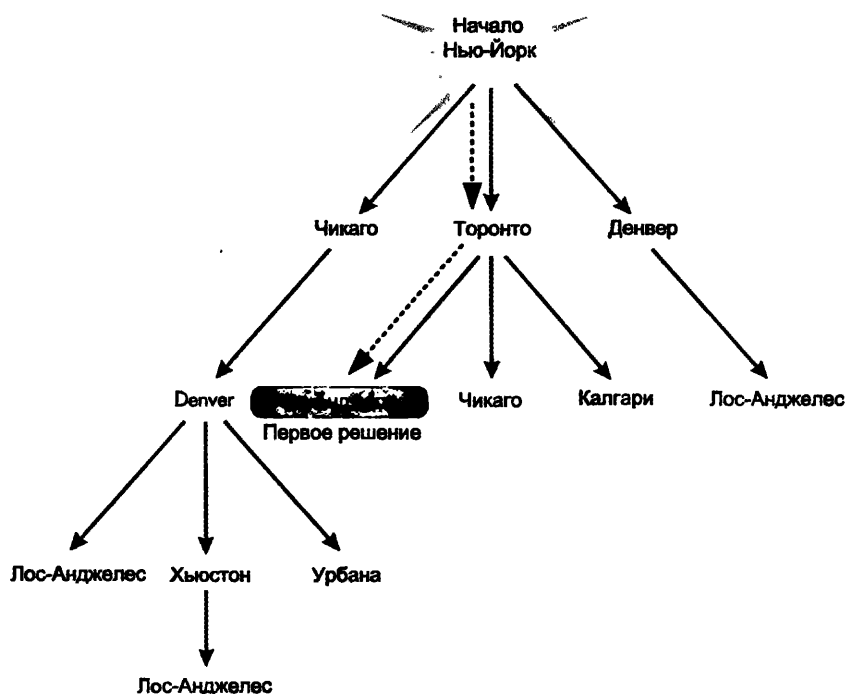 Начало
Нью-Йорк
Чикаго
Торонто
Денвер
Denver
Чикаго
Калгари
Лос-Анджелес
Первое решение
Лос-Анджелес
Хьюстон
Урбана
Лос-Анджелес